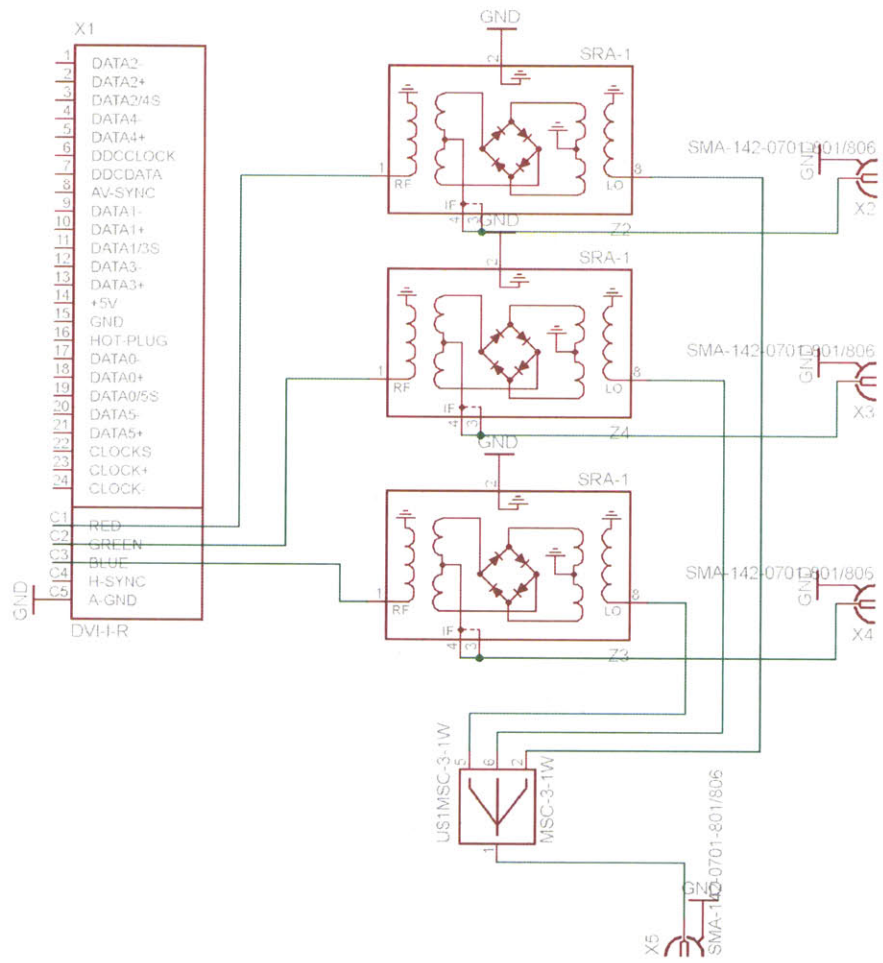 X1
1 DATA2-
2 DATA2+
3 DATA2/4S
4 DATA4-
5 DATA4+
6 DDCCLOCK
7 DDCDATA
8 AV-SYNC
9 DATA1-
10 DATA1+
11 DATA1/3S
12 DATA3-
13 DATA3+
14 +5V
15 GND
16 HOT-PLUG
17 DATA0-
18 DATA0+
19 DATA0/5S
20 DATA5-
21 DATA5+
22 CLOCKS
23 CLOCK+
24 CLOCK-
C1 RED
C2 GREEN
C3 BLUE
C4 H-SYNC
C5 A-GND
GND
DVI-I-R
GND
2
SRA-1
1
RF
LO
8
IF
4
3
Z2
SMA-142-0701-801/806
GND
X2
GND
2
SRA-1
1
RF
LO
8
IF
4
3
Z4
SMA-142-0701-801/806
GND
X3
GND
2
SRA-1
1
RF
LO
8
IF
4
3
Z3
SMA-142-0701-801/806
GND
X4
5
6
2
US1MSC-3-1W
MSC-3-1W
1
GND
X5
SMA-142-0701-801/806